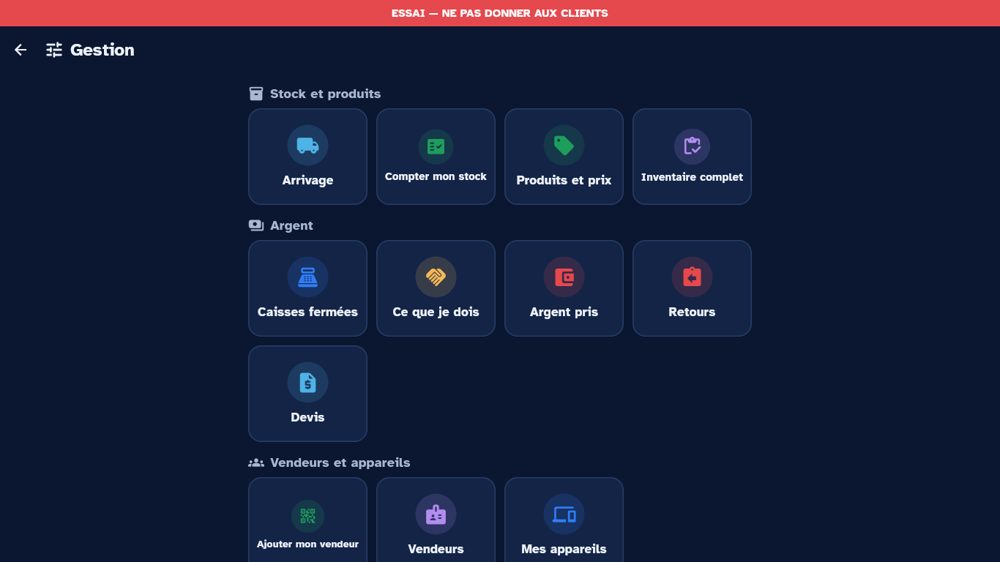 ESSAI — NE PAS DONNER AUX CLIENTS
Gestion
Stock et produits
Arrivage
Compter mon stock
Produits et prix
Inventaire complet
Argent
Caisses fermées
Ce que je dois
Argent pris
Retours
Devis
Vendeurs et appareils
Ajouter mon vendeur
Vendeurs
Mes appareils